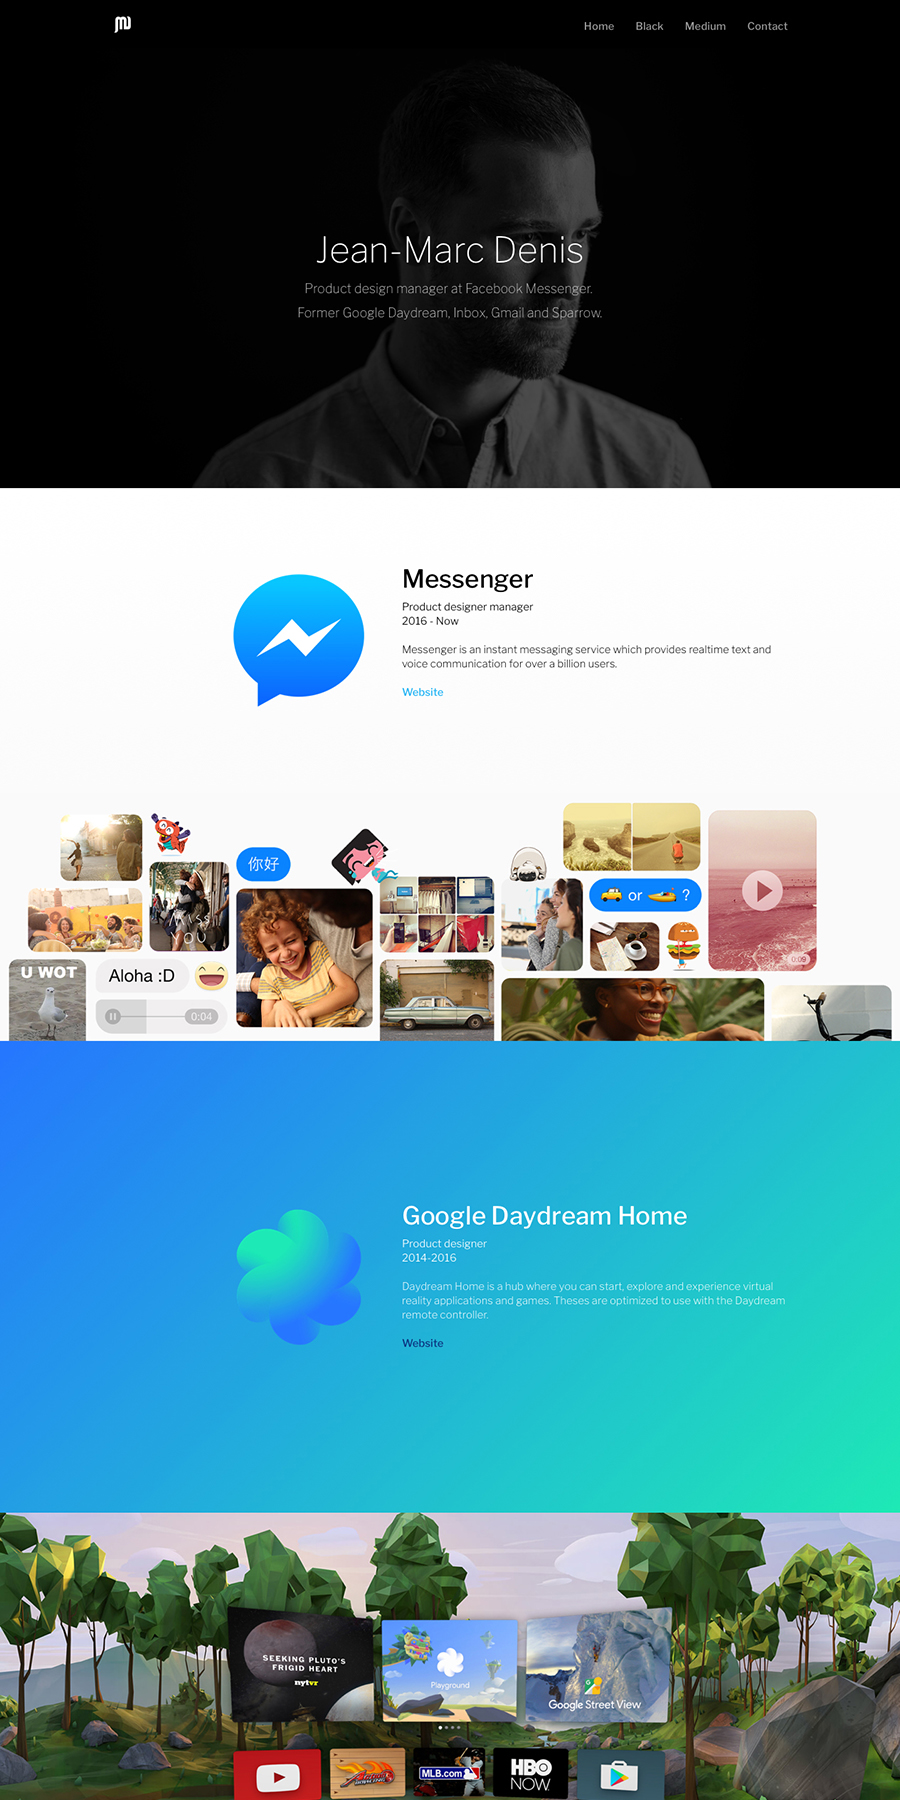 Home Black Medium Contact
Jean-Marc Denis
Product design manager at Facebook Messenger.
Former Google Daydream, Inbox, Gmail and Sparrow.
Messenger
Product designer manager
2016 - Now
Messenger is an instant messaging service which provides realtime text and
voice communication for over a billion users.
Website
你好
or ?
MISS
YOU
U WOT
Aloha :D
0:04
0:09
Google Daydream Home
Product designer
2014-2016
Daydream Home is a hub where you can start, explore and experience virtual
reality applications and games. Theses are optimized to use with the Daydream
remote controller.
Website
SEEKING PLUTO'S
FRIGID HEART
nytvr
Playground
Google Street View
MLB.com
HBO
NOW